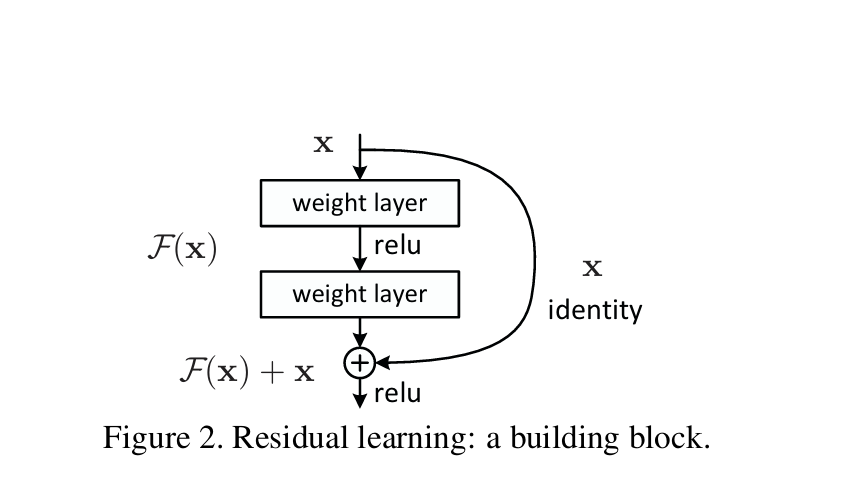 x
weight layer
F(x)
relu
weight layer
x
identity
F(x) + x
relu
Figure 2. Residual learning: a building block.